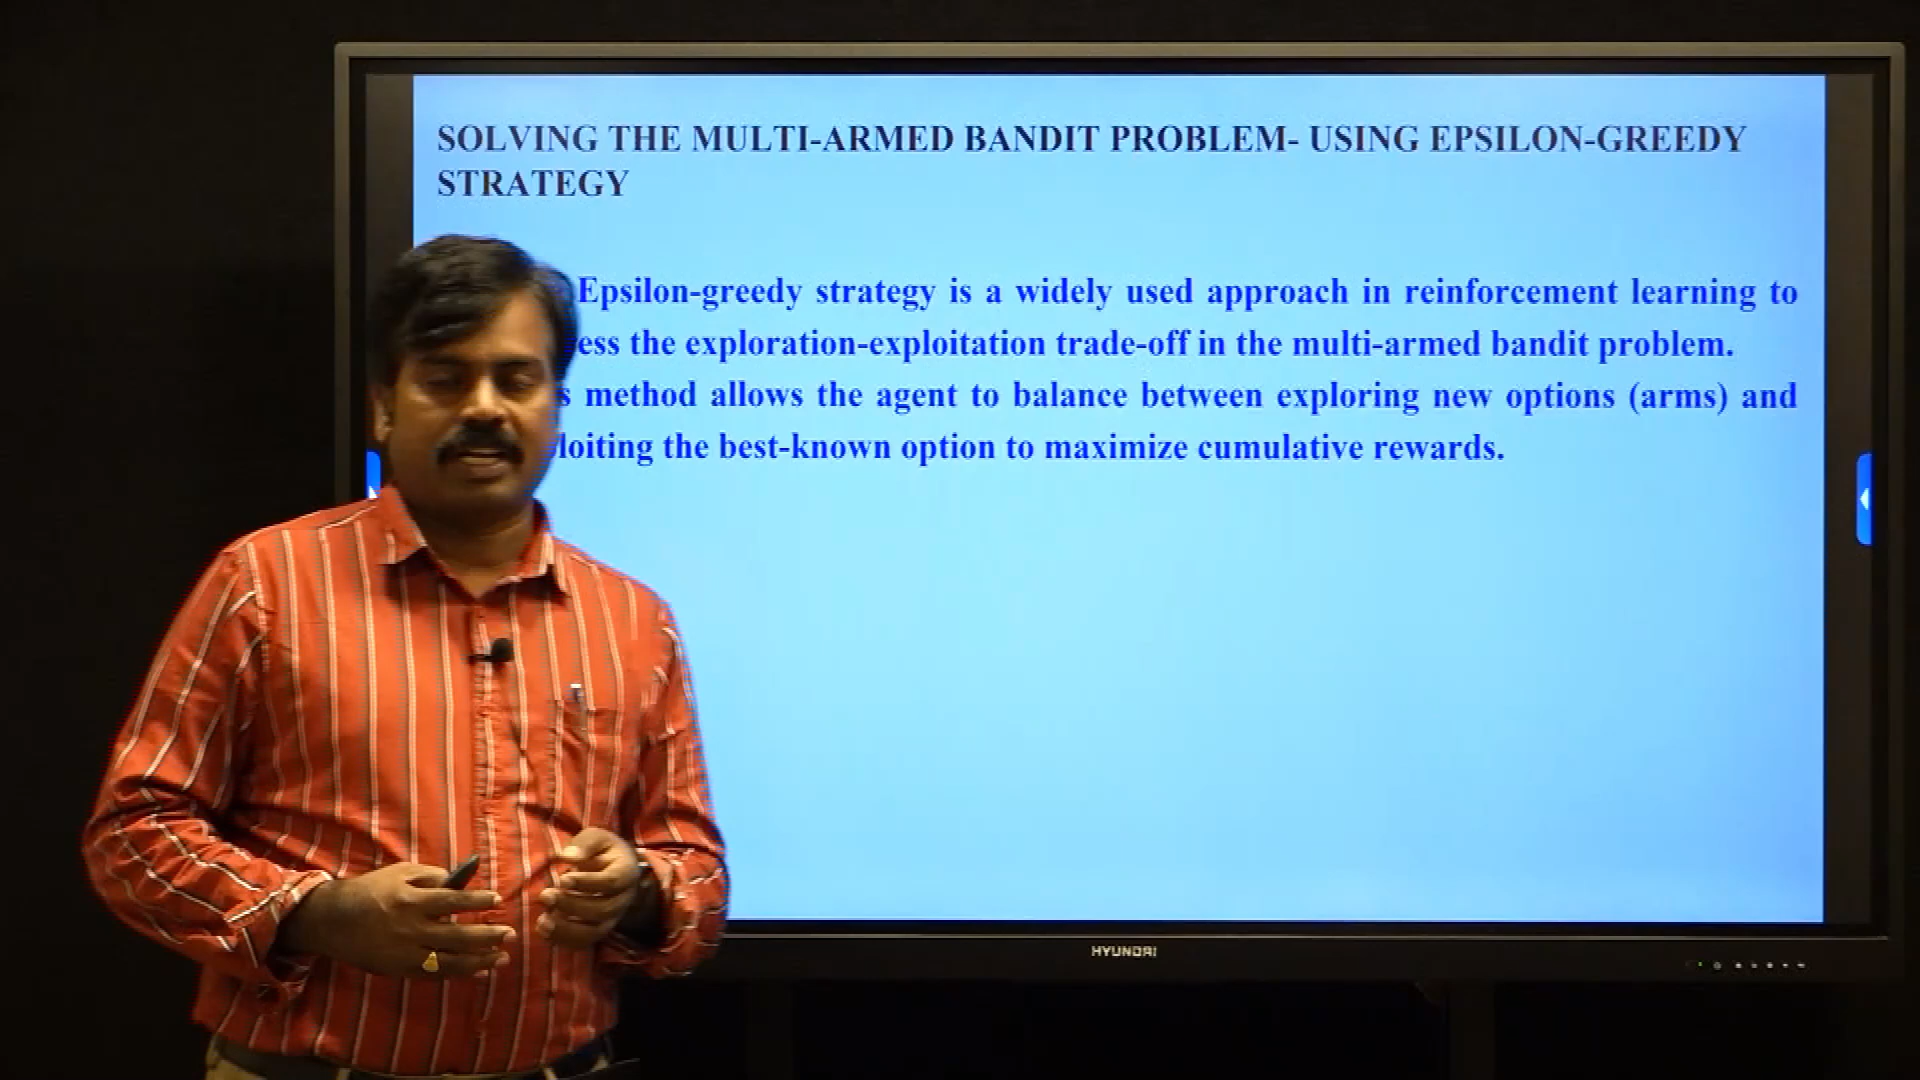 SOLVING THE MULTI-ARMED BANDIT PROBLEM- USING EPSILON-GREEDY
STRATEGY
Epsilon-greedy strategy is a widely used approach in reinforcement learning to
ess the exploration-exploitation trade-off in the multi-armed bandit problem.
s method allows the agent to balance between exploring new options (arms) and
loiting the best-known option to maximize cumulative rewards.
HYUNDAI